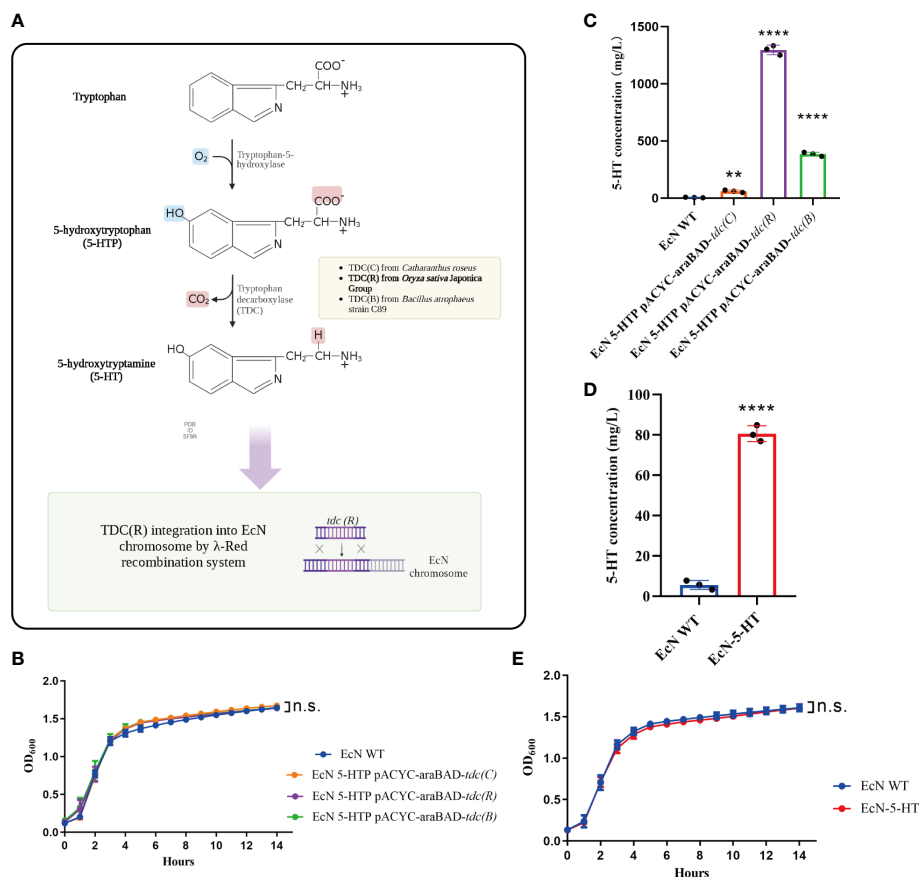 A
Tryptophan
COO-
CH2-CH-NH3
+
N
O2
Tryptophan-5-
hydroxylase
5-hydroxytryptophan
(5-HTP)
HO
COO-
CH2-CH-NH3
+
N
CO2
Tryptophan
decarboxylase
(TDC)
• TDC(C) from Catharanthus roseus
• TDC(R) from Oryza sativa Japonica
Group
• TDC(B) from Bacillus atrophaeus
strain C89
5-hydroxytryptamine
(5-HT)
HO
H
CH2-CH-NH3
+
N
PDB
ID
5F9R
TDC(R) integration into EcN
chromosome by λ-Red
recombination system
tdc (R)
EcN
chromosome
B
OD600
2.0
1.5
1.0
0.5
0.0
0 2 4 6 8 10 12 14
Hours
n.s.
EcN WT
EcN 5-HTP pACYC-araBAD-tdc(C)
EcN 5-HTP pACYC-araBAD-tdc(R)
EcN 5-HTP pACYC-araBAD-tdc(B)
C
5-HT concentration (mg/L)
1500
1000
500
0
**
****
****
EcN WT
EcN 5-HTP pACYC-araBAD-tdc(C)
EcN 5-HTP pACYC-araBAD-tdc(R)
EcN 5-HTP pACYC-araBAD-tdc(B)
D
5-HT concentration (mg/L)
100
80
60
40
20
0
****
EcN WT
EcN-5-HT
E
OD600
2.0
1.5
1.0
0.5
0.0
0 2 4 6 8 10 12 14
Hours
n.s.
EcN WT
EcN-5-HT